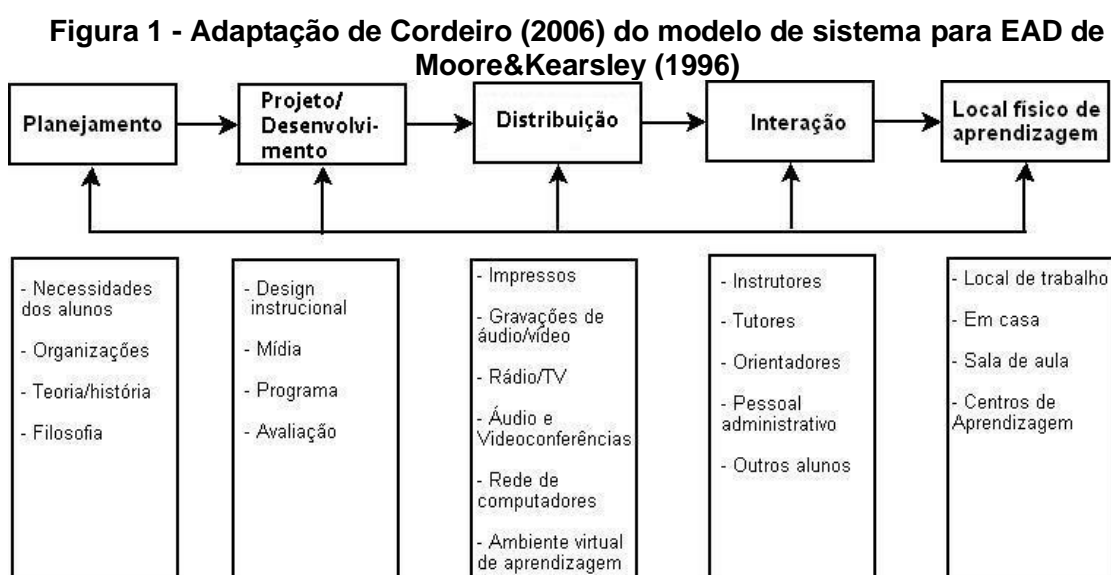 Figura 1 - Adaptação de Cordeiro (2006) do modelo de sistema para EAD de
Moore&Kearsley (1996)
Planejamento
Projeto/
Desenvolvi-
mento
Distribuição
Interação
Local físico de
aprendizagem
- Necessidades
dos alunos
- Organizações
- Teoria/história
- Filosofia
- Design
instrucional
- Mídia
- Programa
- Avaliação
- Impressos
- Gravações de
áudio/vídeo
- Rádio/TV
- Áudio e
Videoconferências
- Rede de
computadores
- Ambiente virtual
de aprendizagem
- Instrutores
- Tutores
- Orientadores
- Pessoal
administrativo
- Outros alunos
- Local de trabalho
- Em casa
- Sala de aula
- Centros de
Aprendizagem